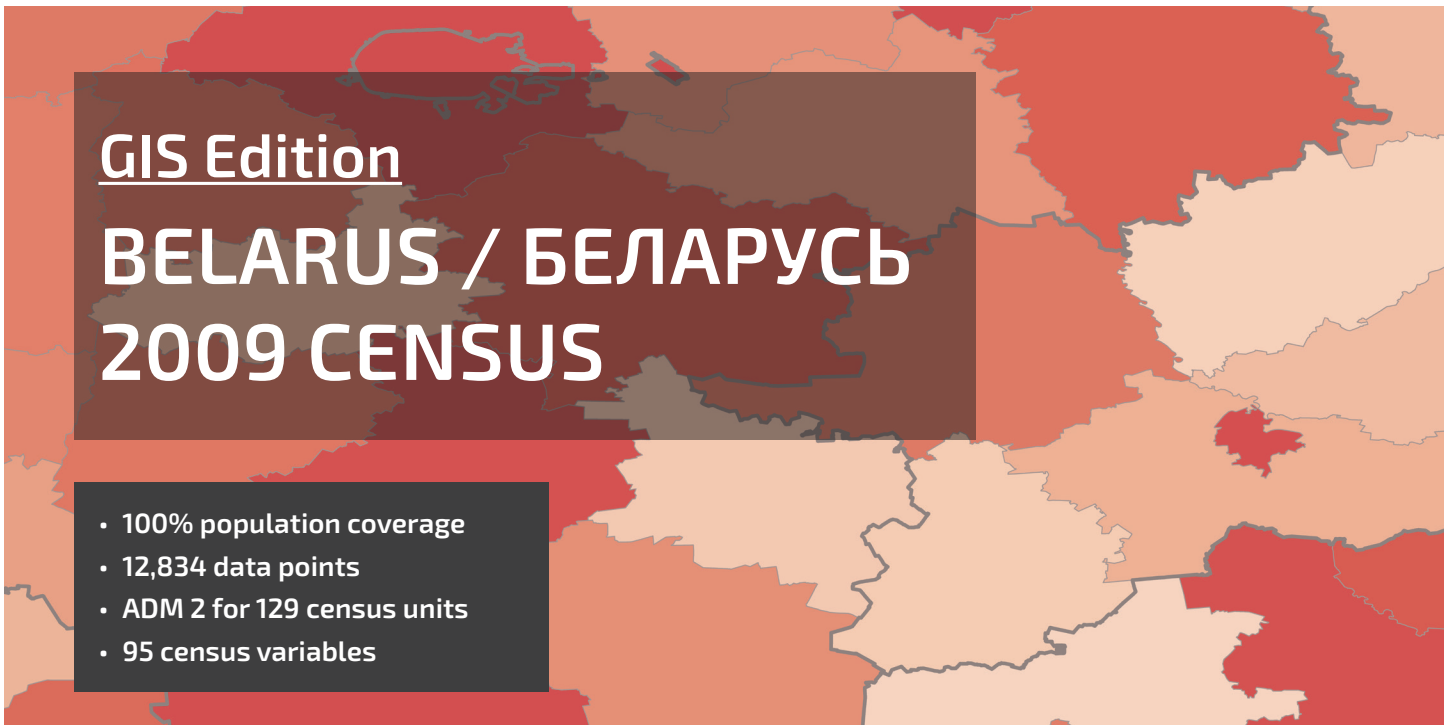 GIS Edition
BELARUS / БЕЛАРУСЬ
2009 CENSUS
• 100% population coverage
• 12,834 data points
• ADM 2 for 129 census units
• 95 census variables